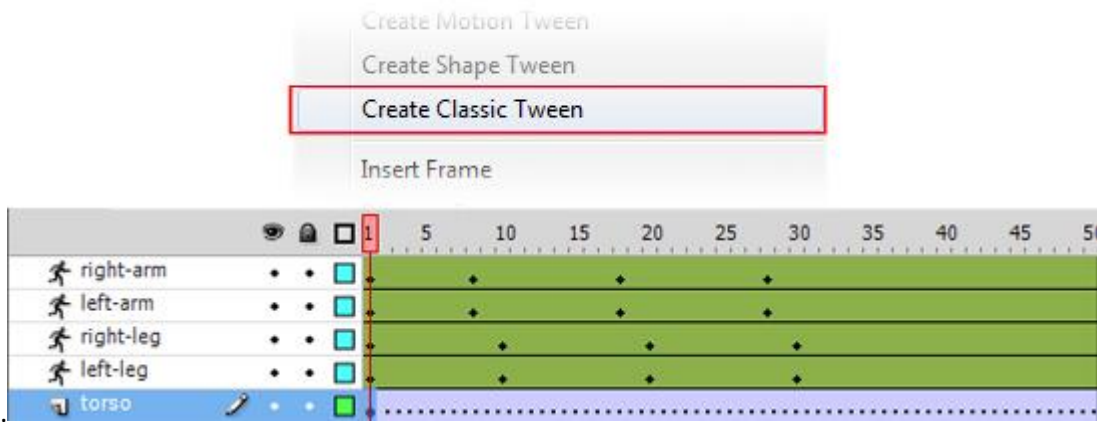 Create Motion Tween
Create Shape Tween
Create Classic Tween
Insert Frame
1 5 10 15 20 25 30 35 40 45 50
right-arm
left-arm
right-leg
left-leg
torso